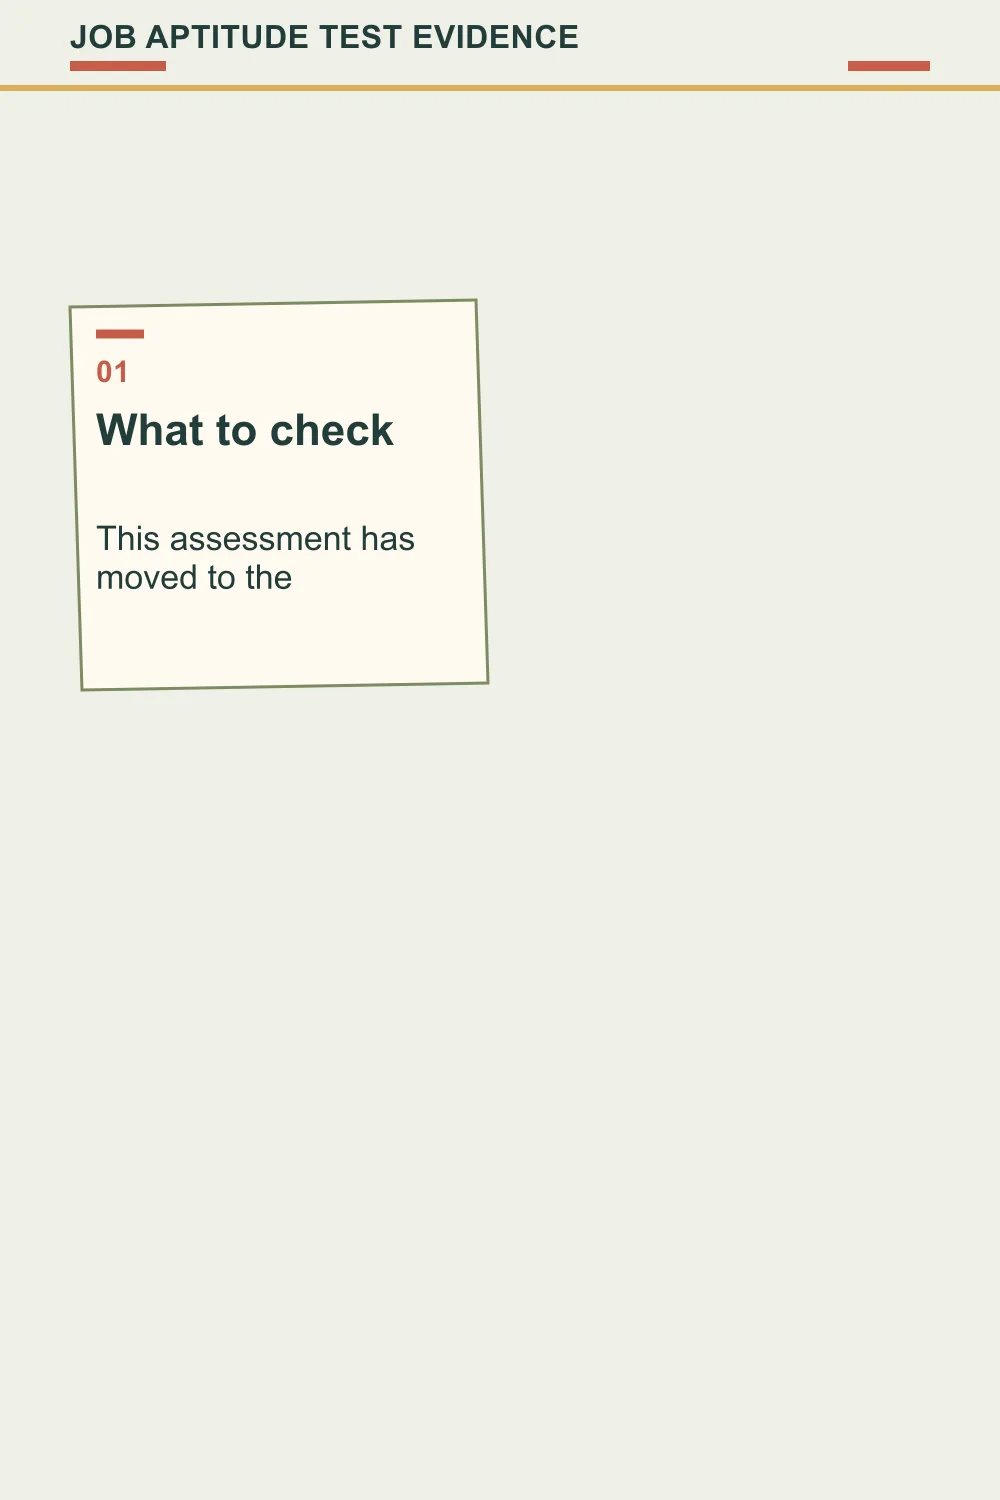 JOB APTITUDE TEST EVIDENCE
01
What to check
This assessment has
moved to the